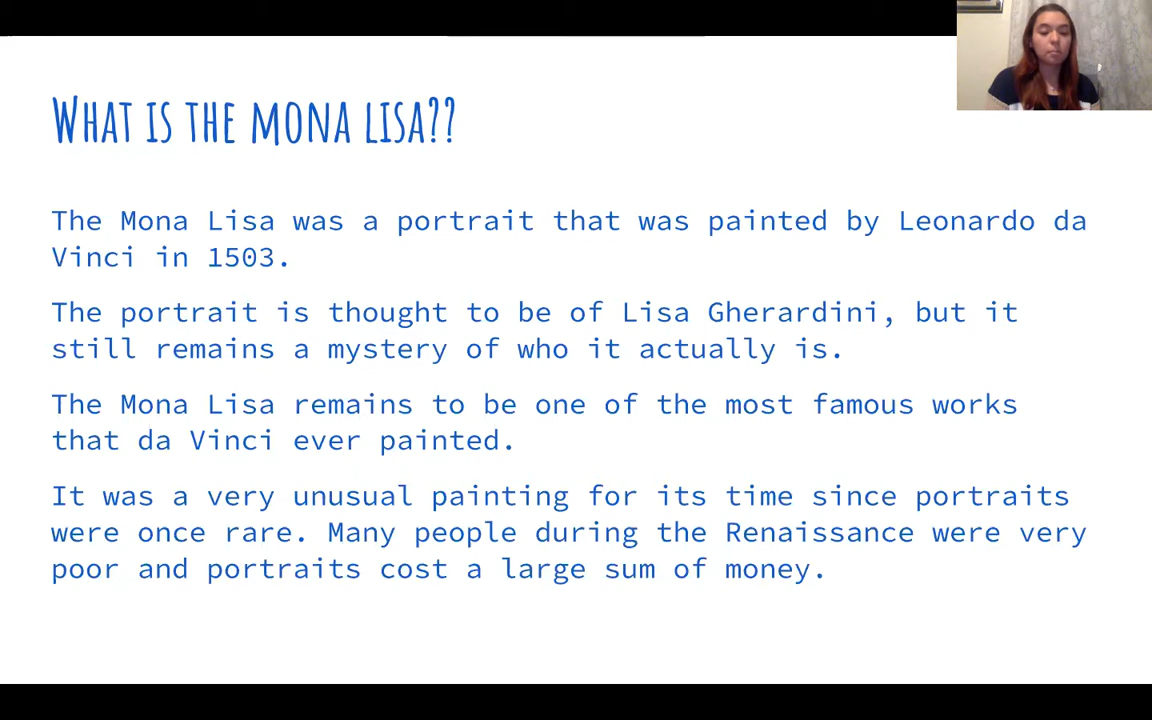 WHAT IS THE MONA LISA??
The Mona Lisa was a portrait that was painted by Leonardo da
Vinci in 1503.
The portrait is thought to be of Lisa Gherardini, but it
still remains a mystery of who it actually is.
The Mona Lisa remains to be one of the most famous works
that da Vinci ever painted.
It was a very unusual painting for its time since portraits
were once rare. Many people during the Renaissance were very
poor and portraits cost a large sum of money.